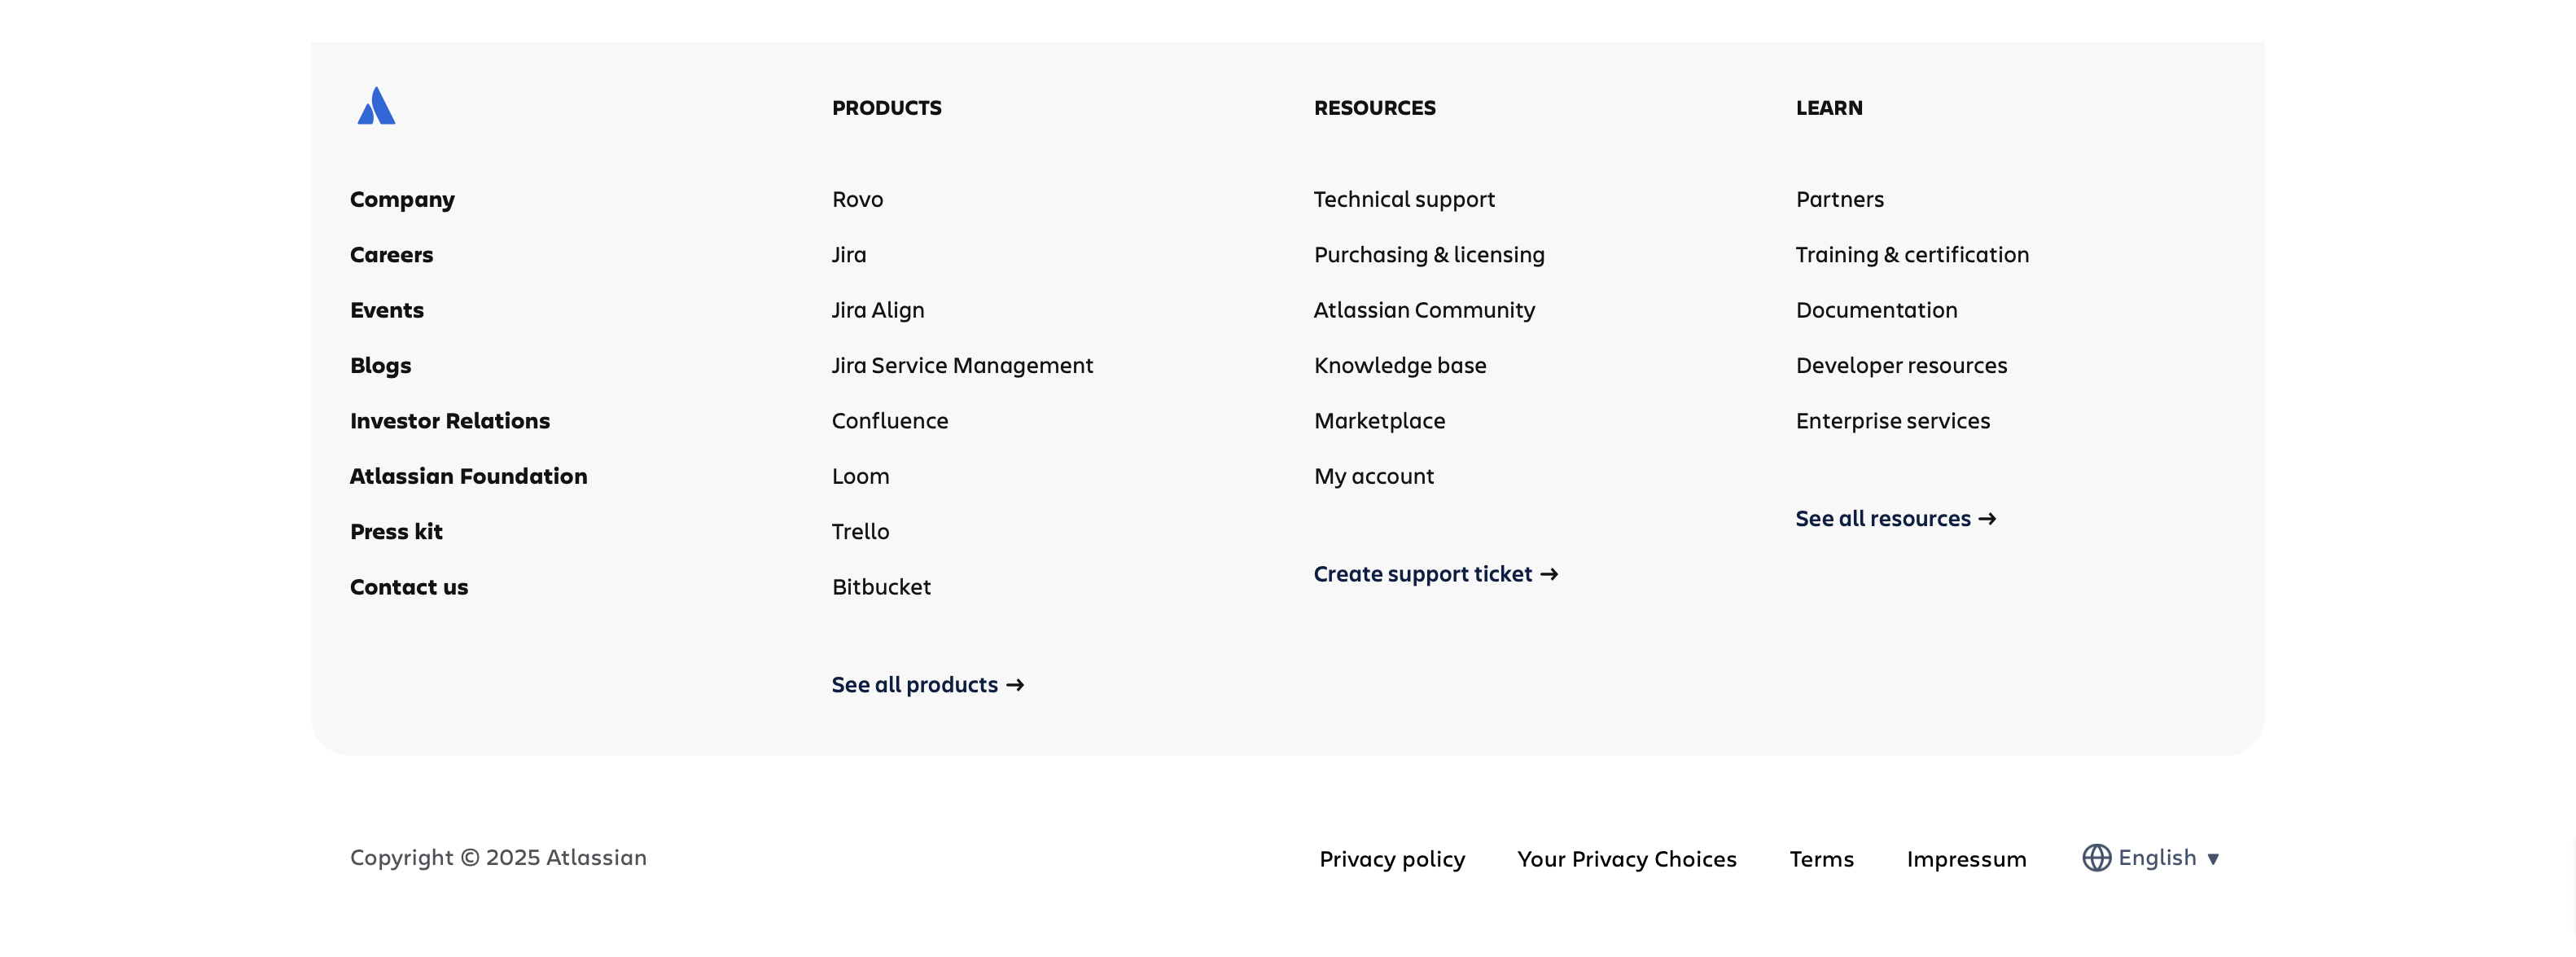 Company
Careers
Events
Blogs
Investor Relations
Atlassian Foundation
Press kit
Contact us
PRODUCTS
Rovo
Jira
Jira Align
Jira Service Management
Confluence
Loom
Trello
Bitbucket
See all products →
RESOURCES
Technical support
Purchasing & licensing
Atlassian Community
Knowledge base
Marketplace
My account
Create support ticket →
LEARN
Partners
Training & certification
Documentation
Developer resources
Enterprise services
See all resources →
Copyright © 2025 Atlassian
Privacy policy
Your Privacy Choices
Terms
Impressum
English ▼